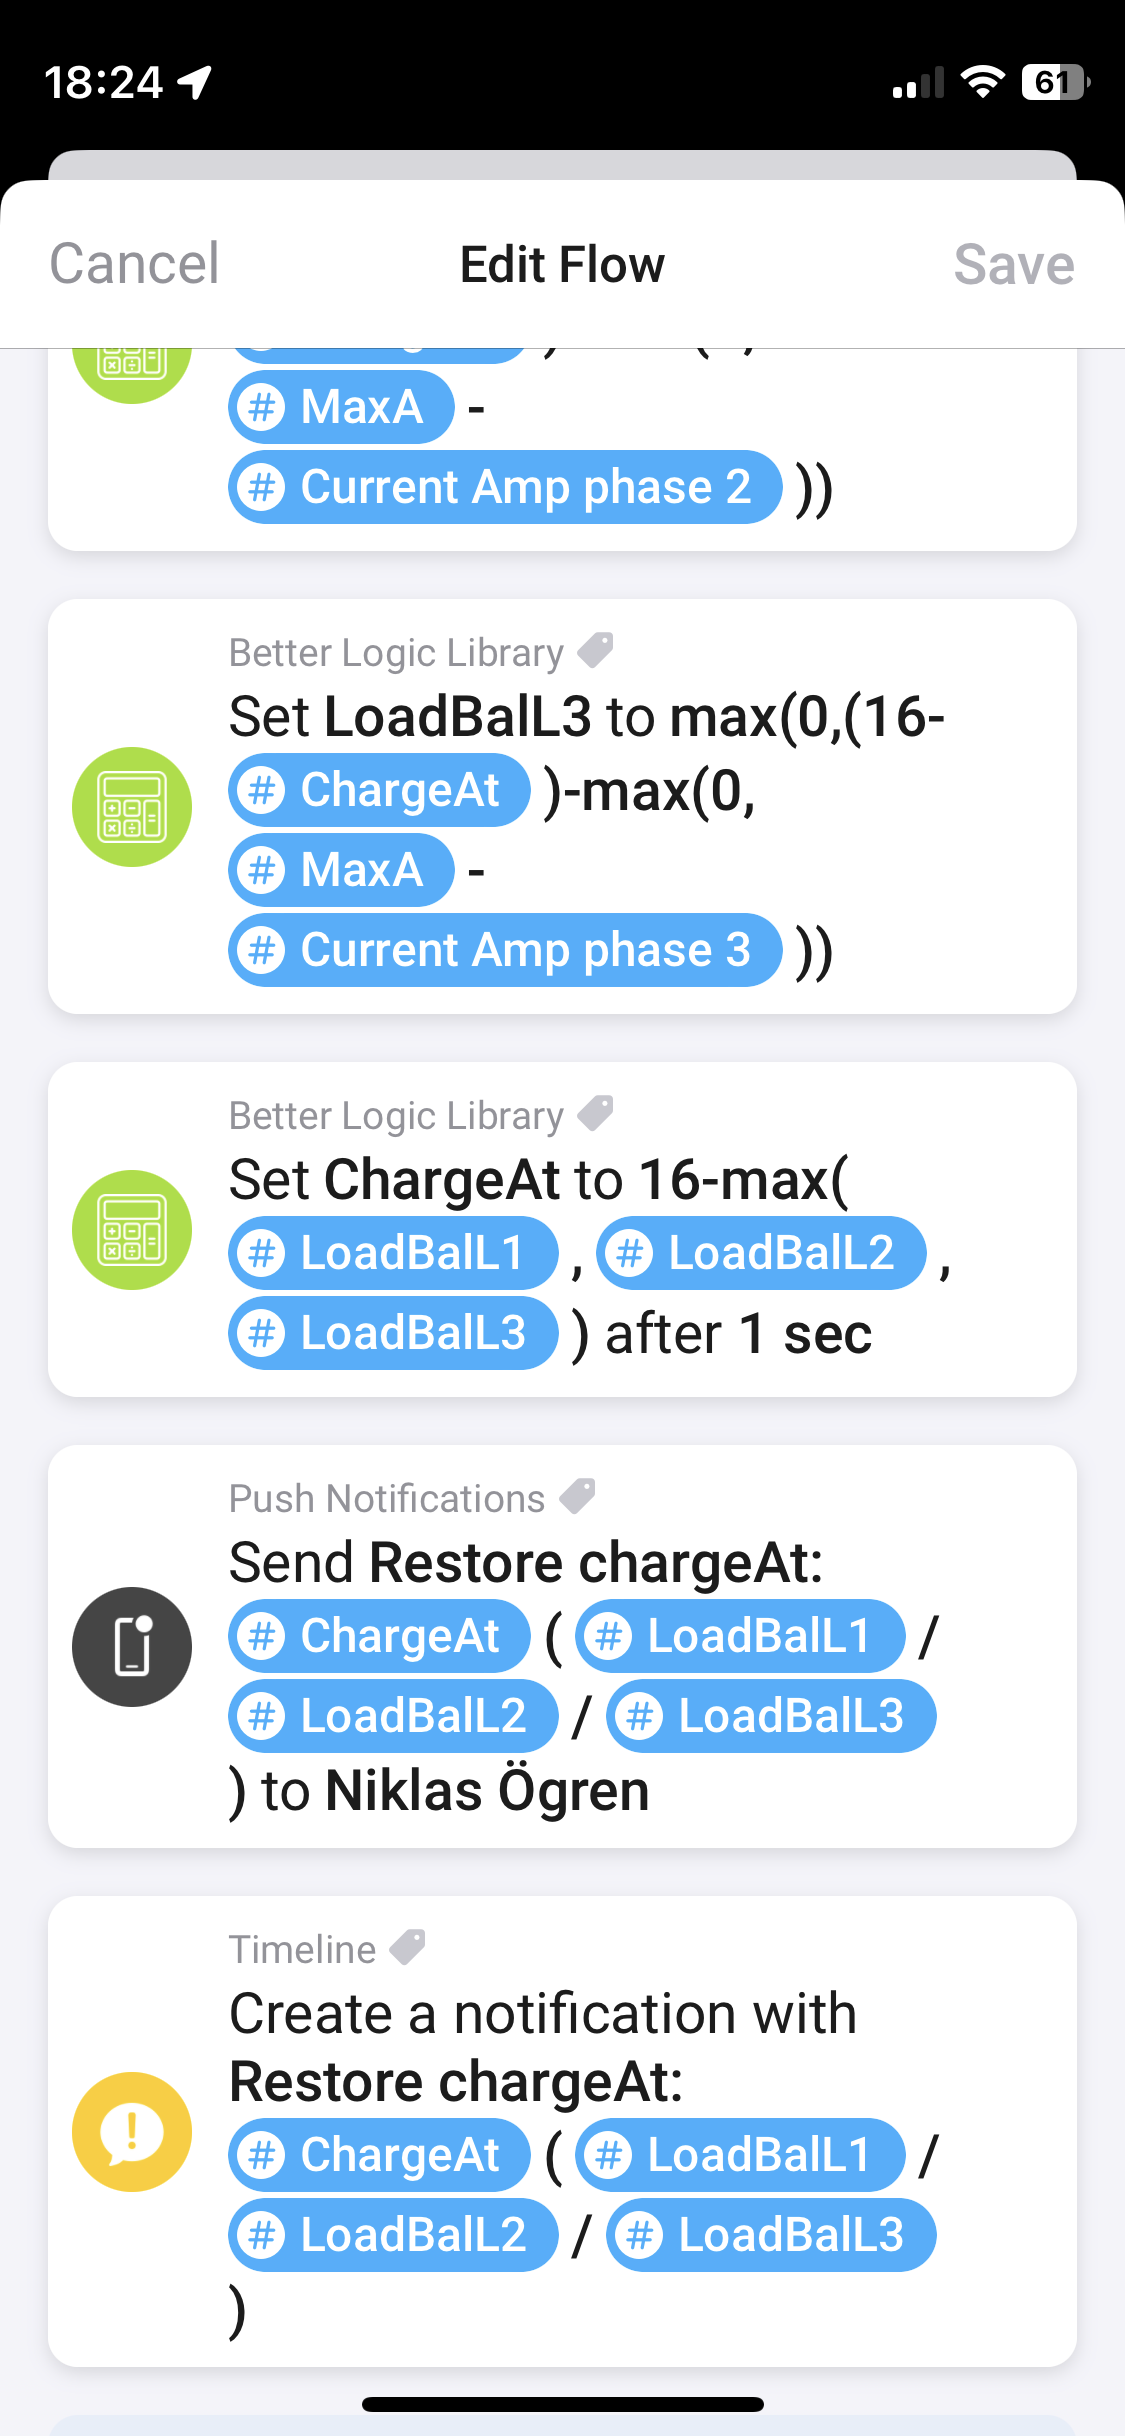 18:24
61
Cancel
Edit Flow
Save
# MaxA -
# Current Amp phase 2 ))
Better Logic Library
Set LoadBalL3 to max(0,(16-
# ChargeAt )-max(0,
# MaxA -
# Current Amp phase 3 ))
Better Logic Library
Set ChargeAt to 16-max(
# LoadBalL1 , # LoadBalL2 ,
# LoadBalL3 ) after 1 sec
Push Notifications
Send Restore chargeAt:
# ChargeAt ( # LoadBalL1 /
# LoadBalL2 / # LoadBalL3
) to Niklas Ögren
Timeline
Create a notification with
Restore chargeAt:
# ChargeAt ( # LoadBalL1 /
# LoadBalL2 / # LoadBalL3
)